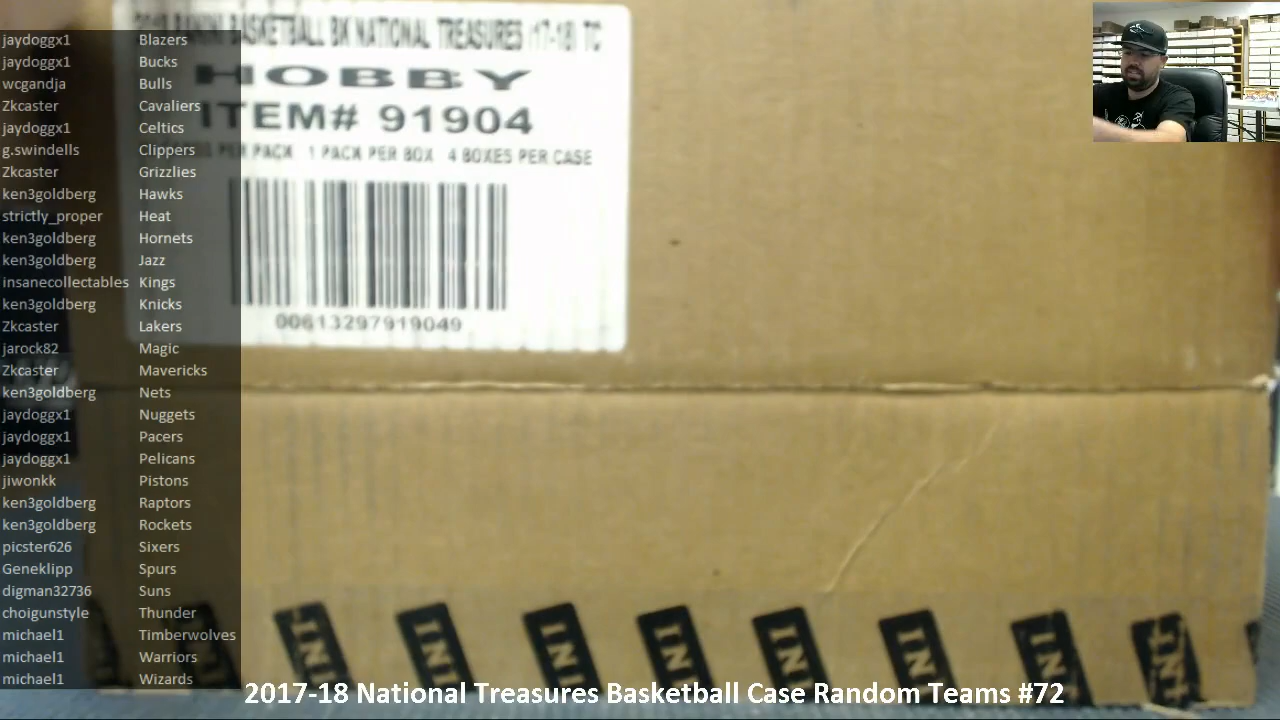 BASKETBALL BK NATIONAL TREASURES (17-18) TC
HOBBY
ITEM# 91904
PER PACK 1 PACK PER BOX 4 BOXES PER CASE
00613297919049
jaydoggx1 Blazers
jaydoggx1 Bucks
wcgandja Bulls
Zkcaster Cavaliers
jaydoggx1 Celtics
g.swindells Clippers
Zkcaster Grizzlies
ken3goldberg Hawks
strictly_proper Heat
ken3goldberg Hornets
ken3goldberg Jazz
insanecollectables Kings
ken3goldberg Knicks
Zkcaster Lakers
jarock82 Magic
Zkcaster Mavericks
ken3goldberg Nets
jaydoggx1 Nuggets
jaydoggx1 Pacers
jaydoggx1 Pelicans
jiwonkk Pistons
ken3goldberg Raptors
ken3goldberg Rockets
picster626 Sixers
Geneklipp Spurs
digman32736 Suns
choigunstyle Thunder
michael1 Timberwolves
michael1 Warriors
michael1 Wizards
2017-18 National Treasures Basketball Case Random Teams #72